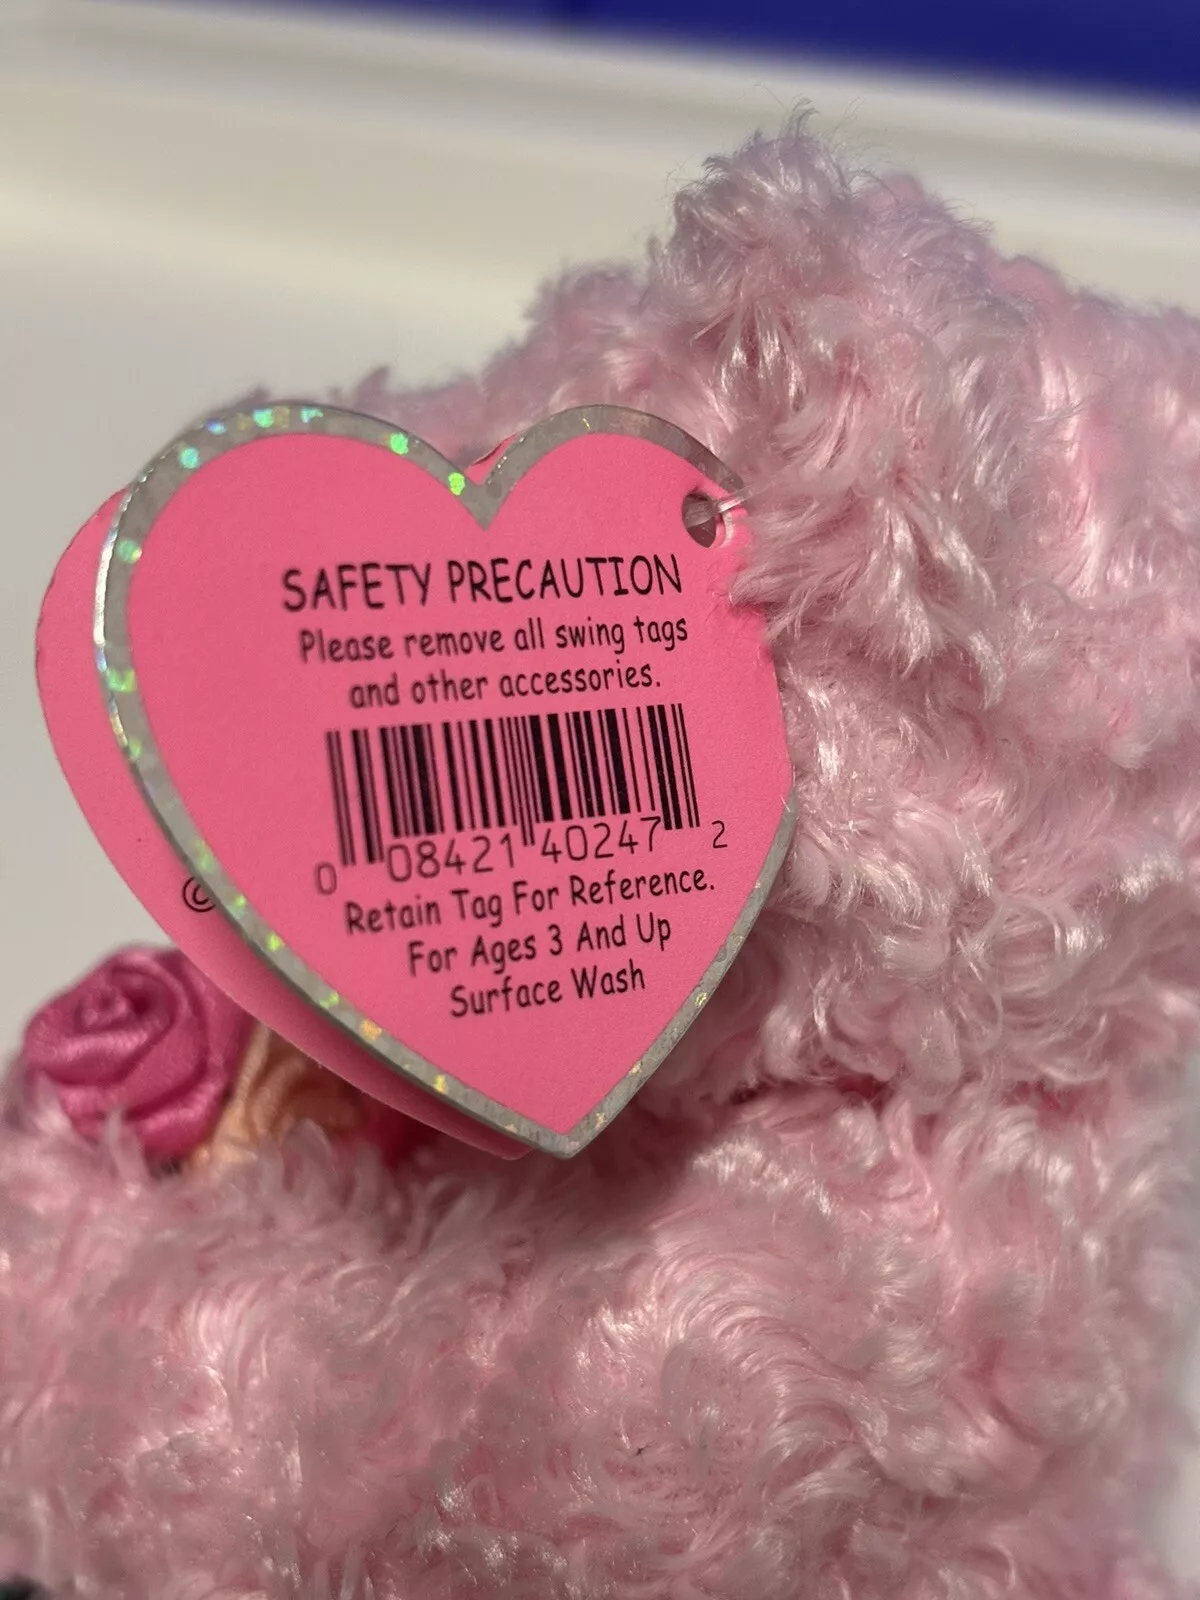 SAFETY PRECAUTION
Please remove all swing tags
and other accessories.
0 08421 40247 2
Retain Tag For Reference.
For Ages 3 And Up
Surface Wash
©